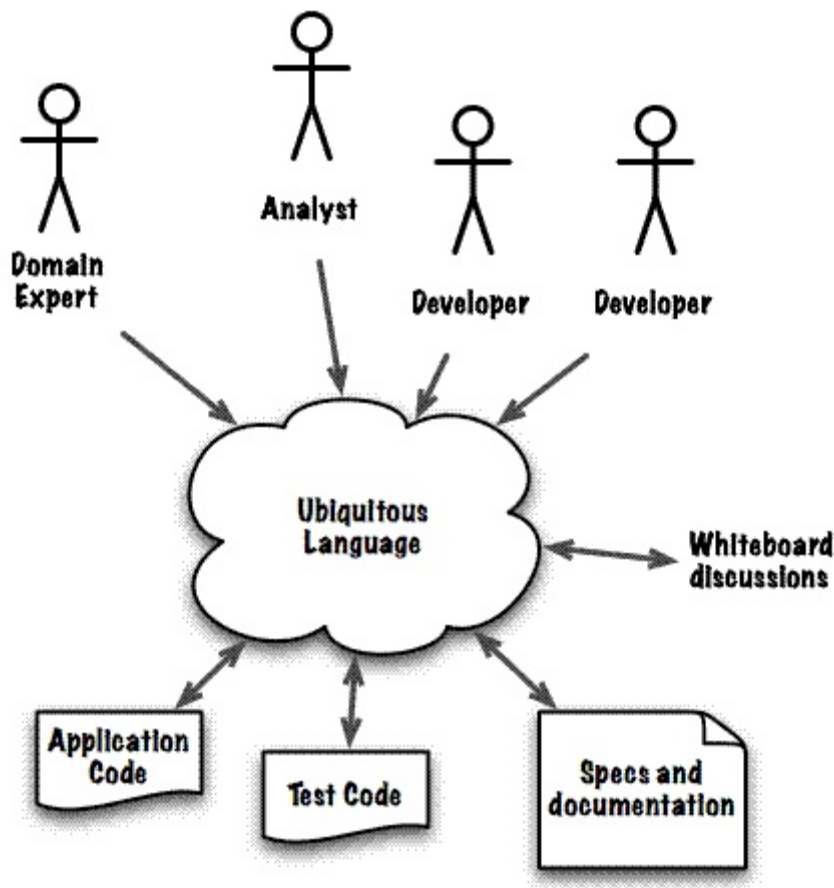 Analyst
Domain
Expert
Developer
Developer
Ubiquitous
Language
Whiteboard
discussions
Application
Code
Test Code
Specs and
documentation